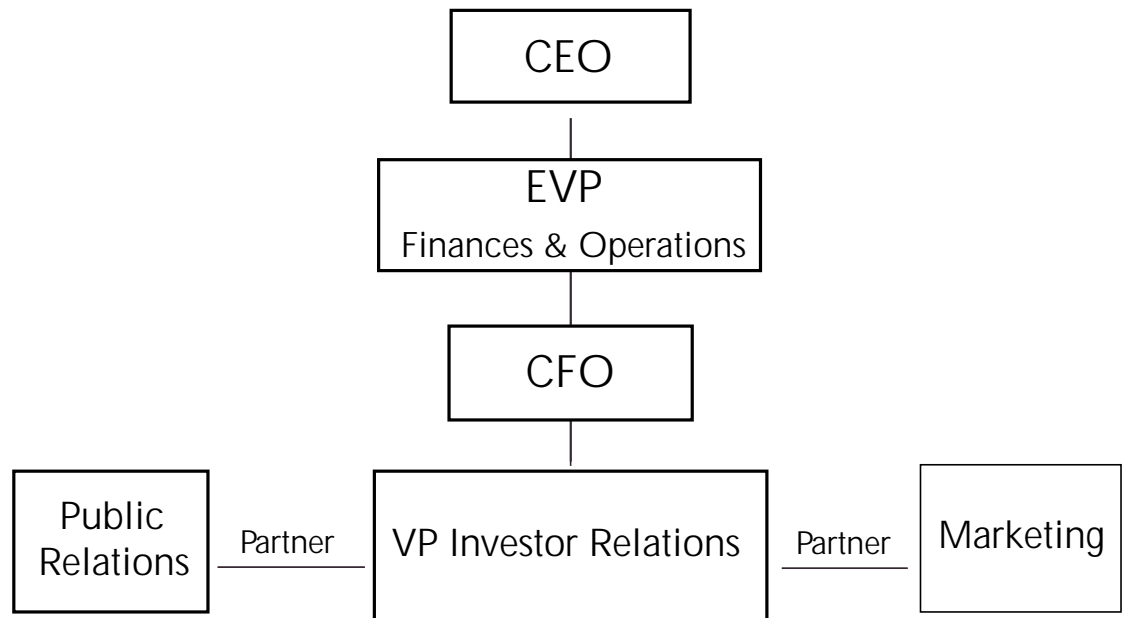 CEO
EVP
Finances & Operations
CFO
Public
Relations
Partner
VP Investor Relations
Partner
Marketing